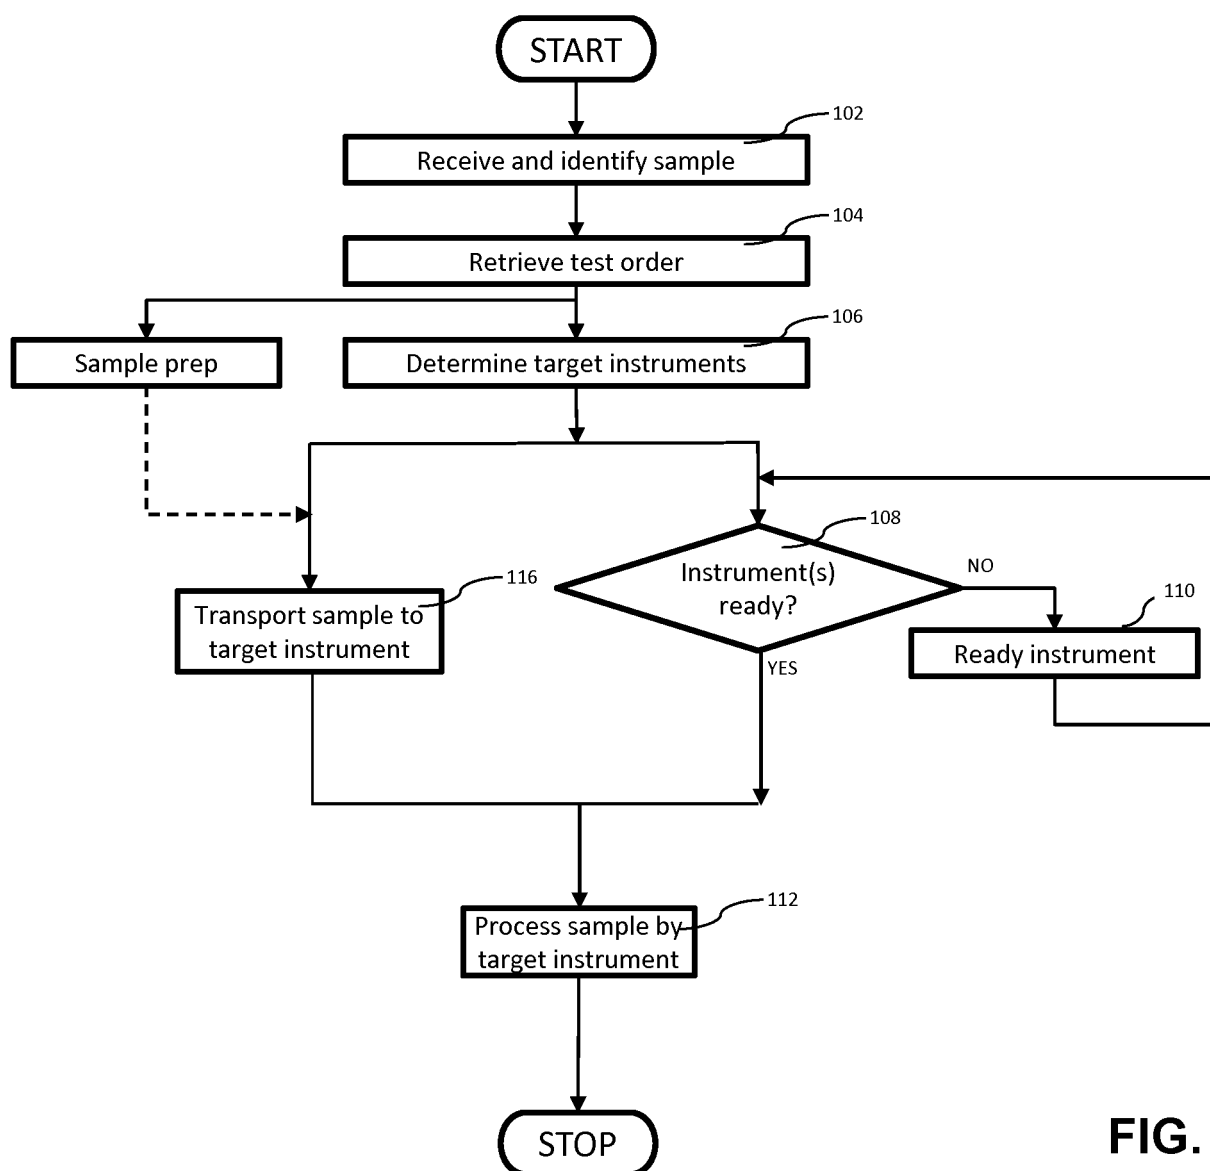 START
102
Receive and identify sample
104
Retrieve test order
106
Sample prep
Determine target instruments
108
Instrument(s)
ready?
NO
116
Transport sample to
target instrument
110
Ready instrument
YES
112
Process sample by
target instrument
STOP
FIG.